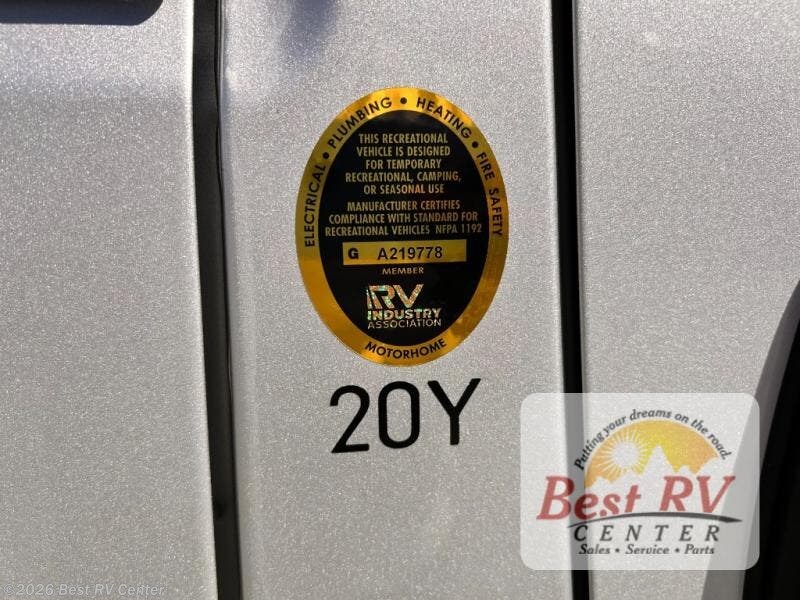 ELECTRICAL • PLUMBING • HEATING • FIRE SAFETY
THIS RECREATIONAL
VEHICLE IS DESIGNED
FOR TEMPORARY
RECREATIONAL, CAMPING,
OR SEASONAL USE
MANUFACTURER CERTIFIES
COMPLIANCE WITH STANDARD FOR
RECREATIONAL VEHICLES NFPA 1192
G A219778
MEMBER
RV
INDUSTRY
ASSOCIATION
MOTORHOME
20Y
Putting your dreams on the road.
Best RV
CENTER
Sales • Service • Parts
©2026 Best RV Center